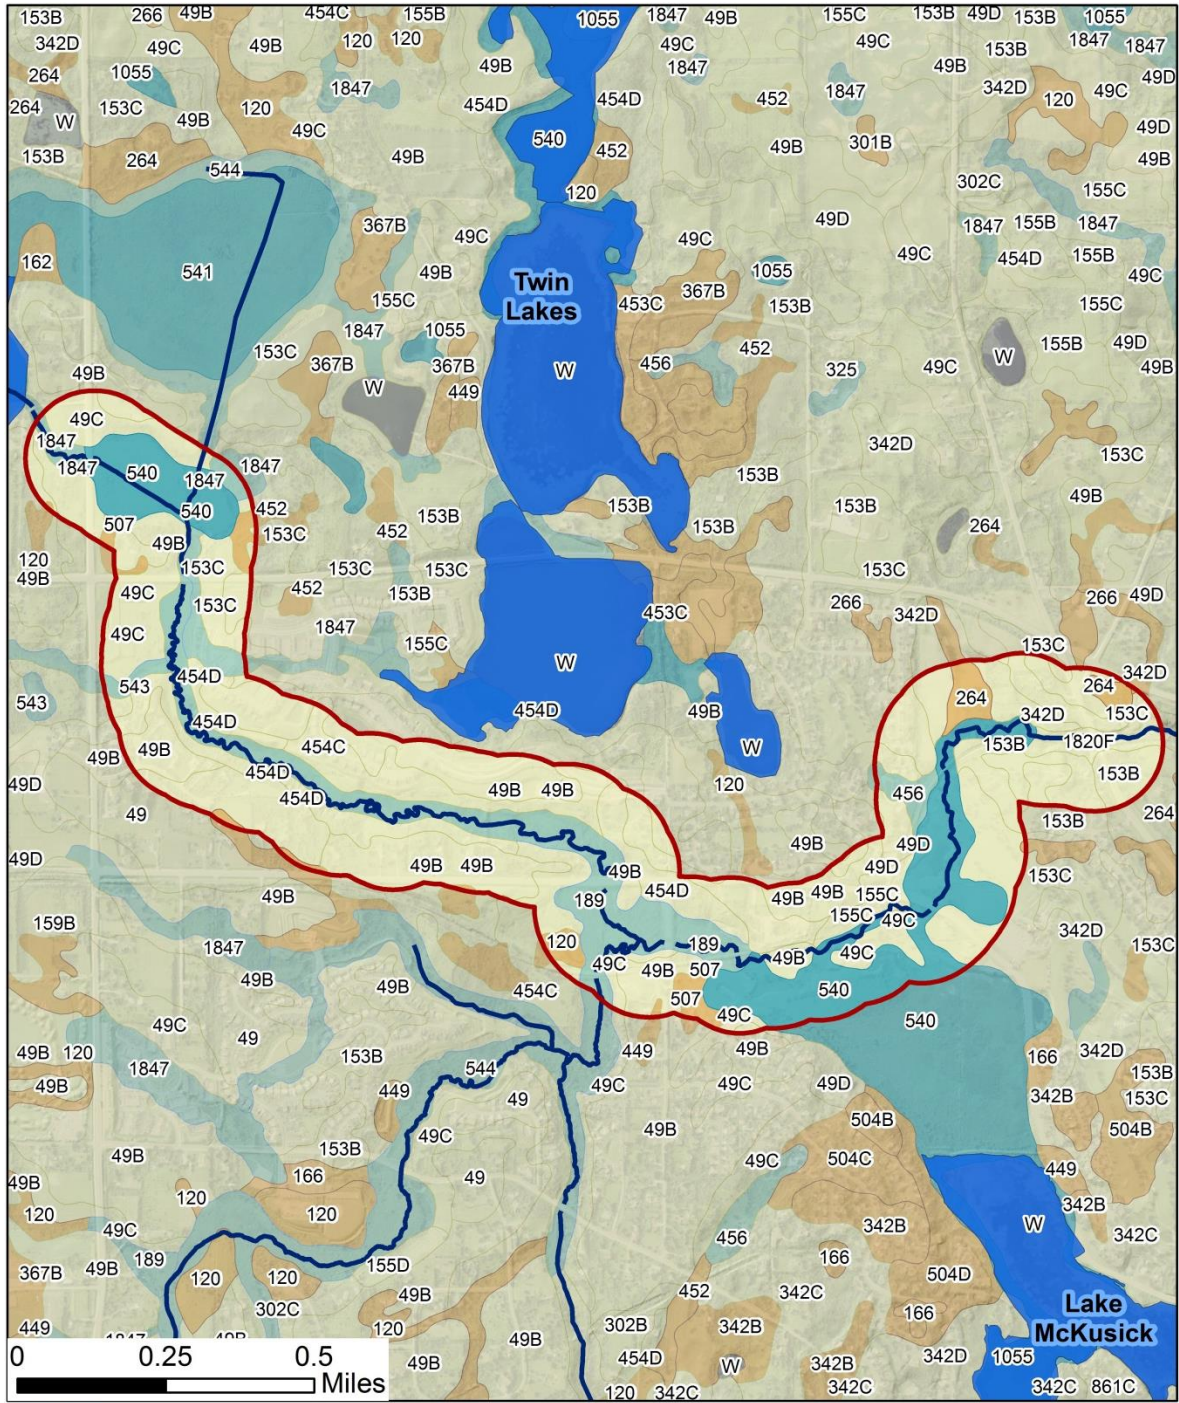 153B 266 49B 454C 155B 1055 1847 49B 155C 153B 49D 153B 1055
342D 49C 49B 120 120 49C 49C 153B 1847 1847
264 1055 49B 1847 49B 49D
264 153C 120 1847 454D 454D 452 1847 342D 120 49C
W 49B 49C 540 452 49B 301B 49D
153B 264 49B 49B
544 120 302C 155C
367B 49D 1847 155B 1847
162 541 49B 49C 49C 49C 454D 155B
1055 49C
155C Twin
Lakes 453C 367B 153B 155C
1847 1055
153C 367B 367B 456 452 W 155B 49D
49B W 449 W 325 49C 49B
49C
1847 342D
1847 540 1847 1847 153B 153C
507 540 452 153B 153B 153B 49B
49B 153C 452 153B 264
120 153C 153C 153C 153C
49B 49C 153C 452 153B 266 342D 266 49D
49C 1847 155C 453C 153C
543 543 454D W 264 264 342D
454D 454D 49B 342D 153C
49B 49B 454C W 153B 1820F
49D 454D 153B
49 454D 49B 49B 120 456 153B 264
49D 49B 49D
49B 49B 49B 454D 49B 49B 49D 153C
49B 189 155C
159B 155C 49C 342D
1847 120 189 49B 49C 153C
49B 49B 454C 49C 49B 507 540
507 49C 540
49C 49
49B 120 153B 449 49B 166 342D
1847 544 49C 49C 49D 153B
49B 449 49 342B 153C
49C 49B 504B 504B
49B 153B 49C 504C
49B 166 49 449
120 120 120 342B
49C 456 342B W 342C
189 155D 166
367B 49B 120 120 504D
302C 49B 452 342C 166 Lake
McKusick
449 1847 49B 120 49B 302B 342B
49B 454D W 342B 342D 1055
120 342C 342C 342C 861C
0 0.25 0.5
Miles